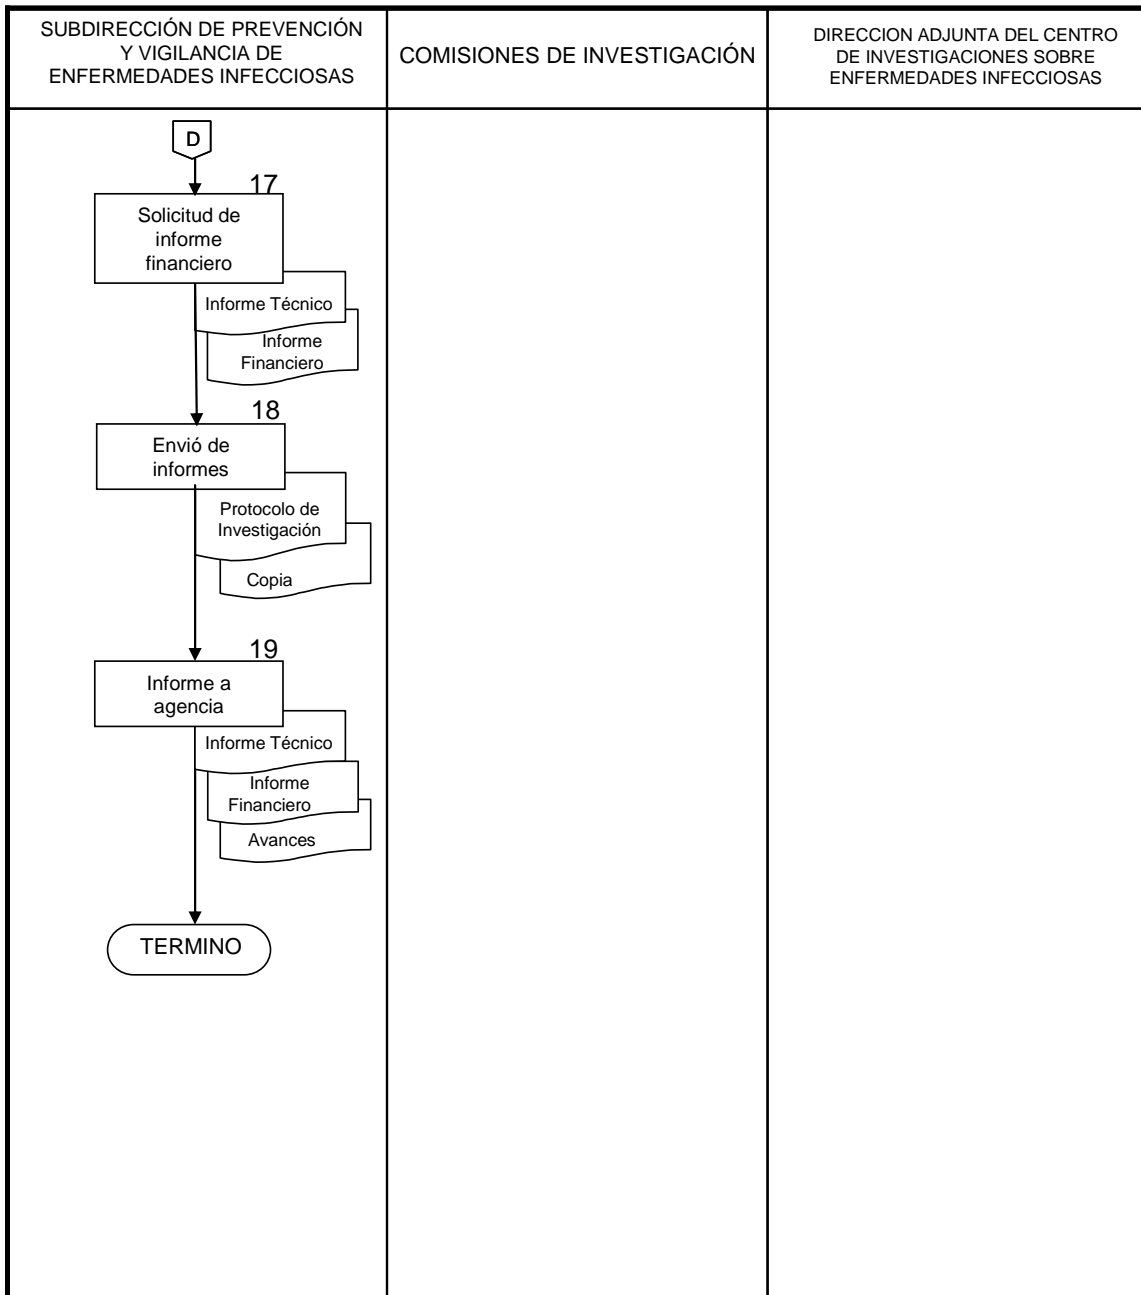 SUBDIRECCIÓN DE PREVENCIÓN
Y VIGILANCIA DE
ENFERMEDADES INFECCIOSAS
COMISIONES DE INVESTIGACIÓN
DIRECCION ADJUNTA DEL CENTRO
DE INVESTIGACIONES SOBRE
ENFERMEDADES INFECCIOSAS
D
17
Solicitud de
informe
financiero
Informe Técnico
Informe
Financiero
18
Envió de
informes
Protocolo de
Investigación
Copia
19
Informe a
agencia
Informe Técnico
Informe
Financiero
Avances
TERMINO